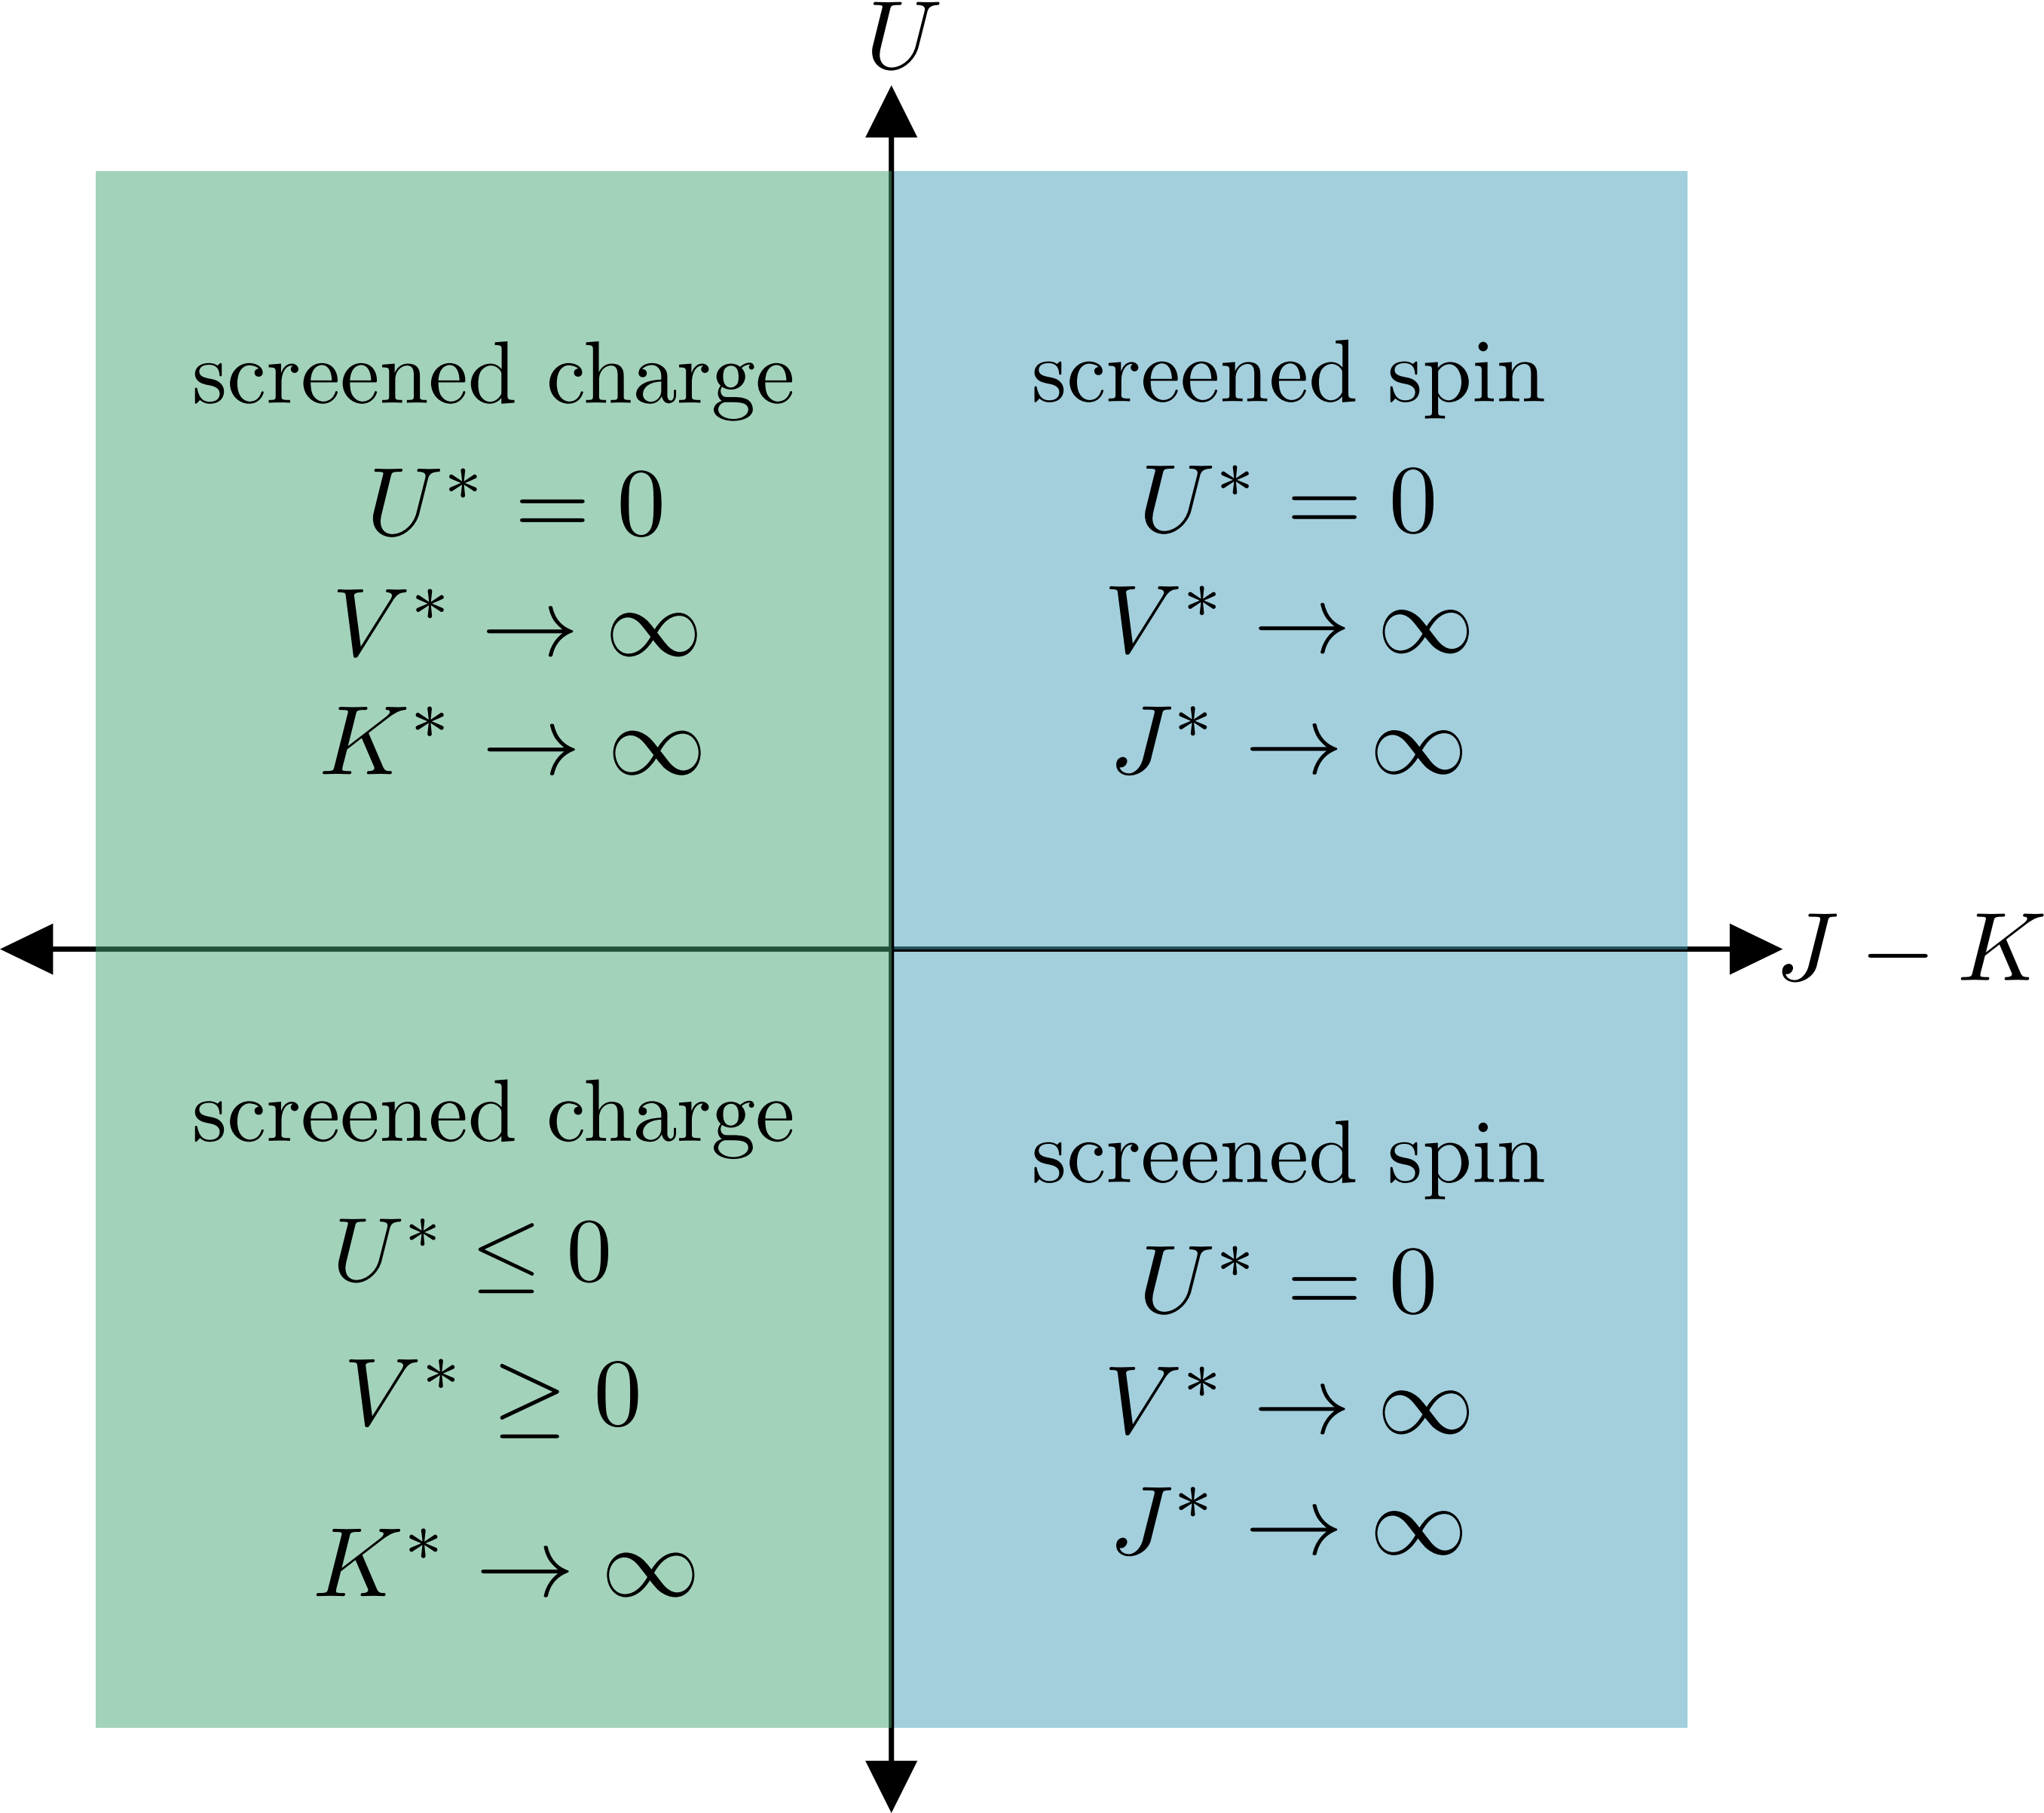 U
screened charge
U* = 0
V* → ∞
K* → ∞
screened spin
U* = 0
V* → ∞
J* → ∞
J − K
screened charge
U* ≤ 0
V* ≥ 0
K* → ∞
screened spin
U* = 0
V* → ∞
J* → ∞